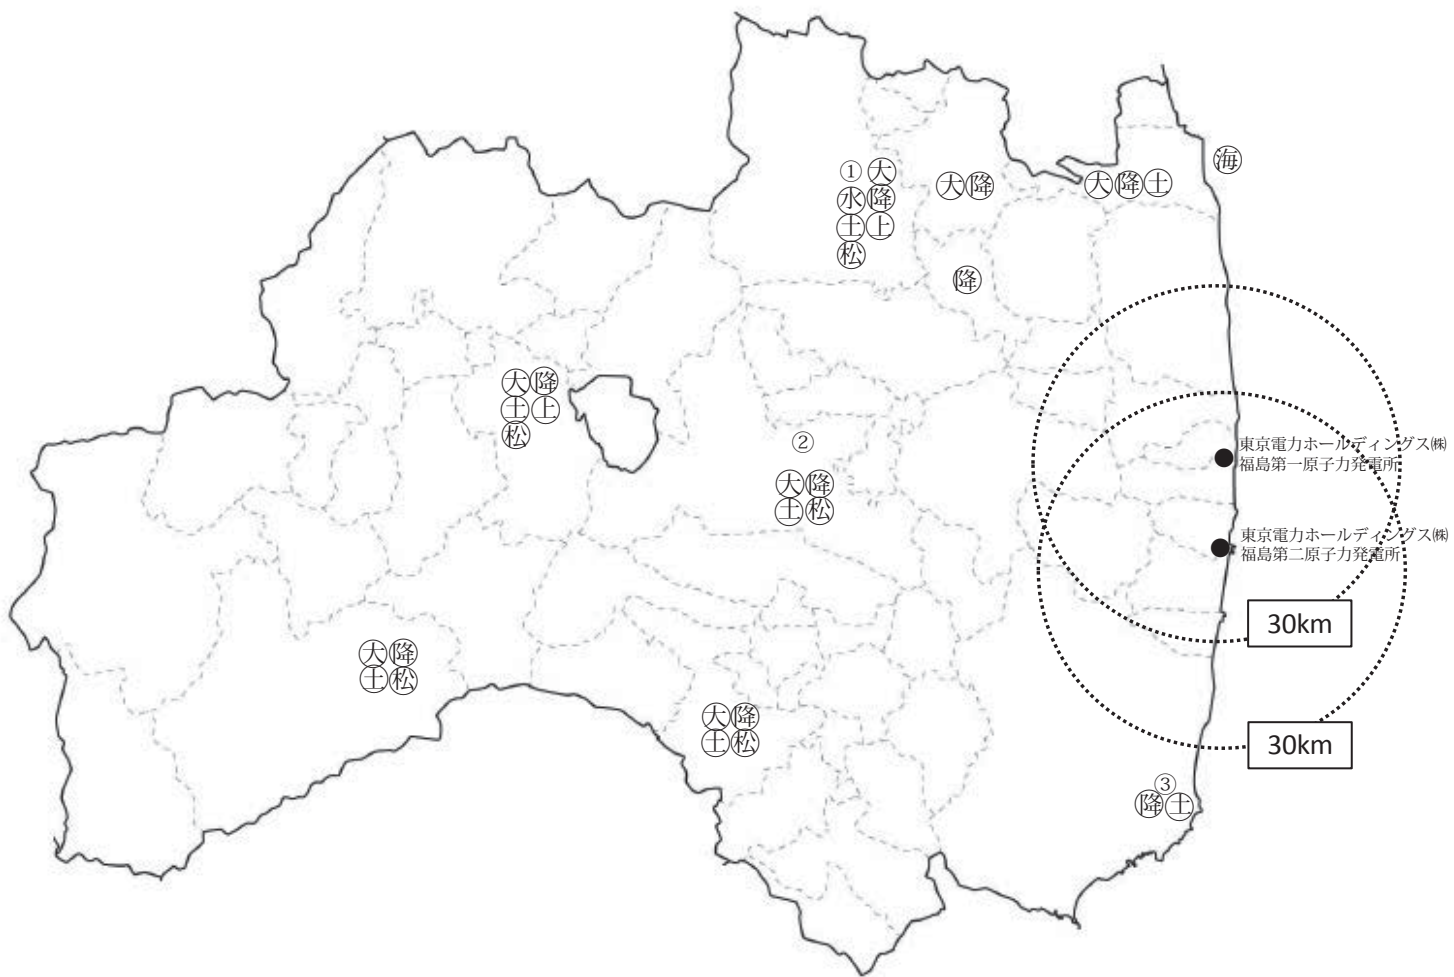 海
①㊅大
水降
土上
松
大降
大降土
降
大降
土上
松
②
大降
土松
東京電力ホールディングス㈱
福島第一原子力発電所
東京電力ホールディングス㈱
福島第二原子力発電所
30km
大降
土松
大降
土松
30km
③
降土